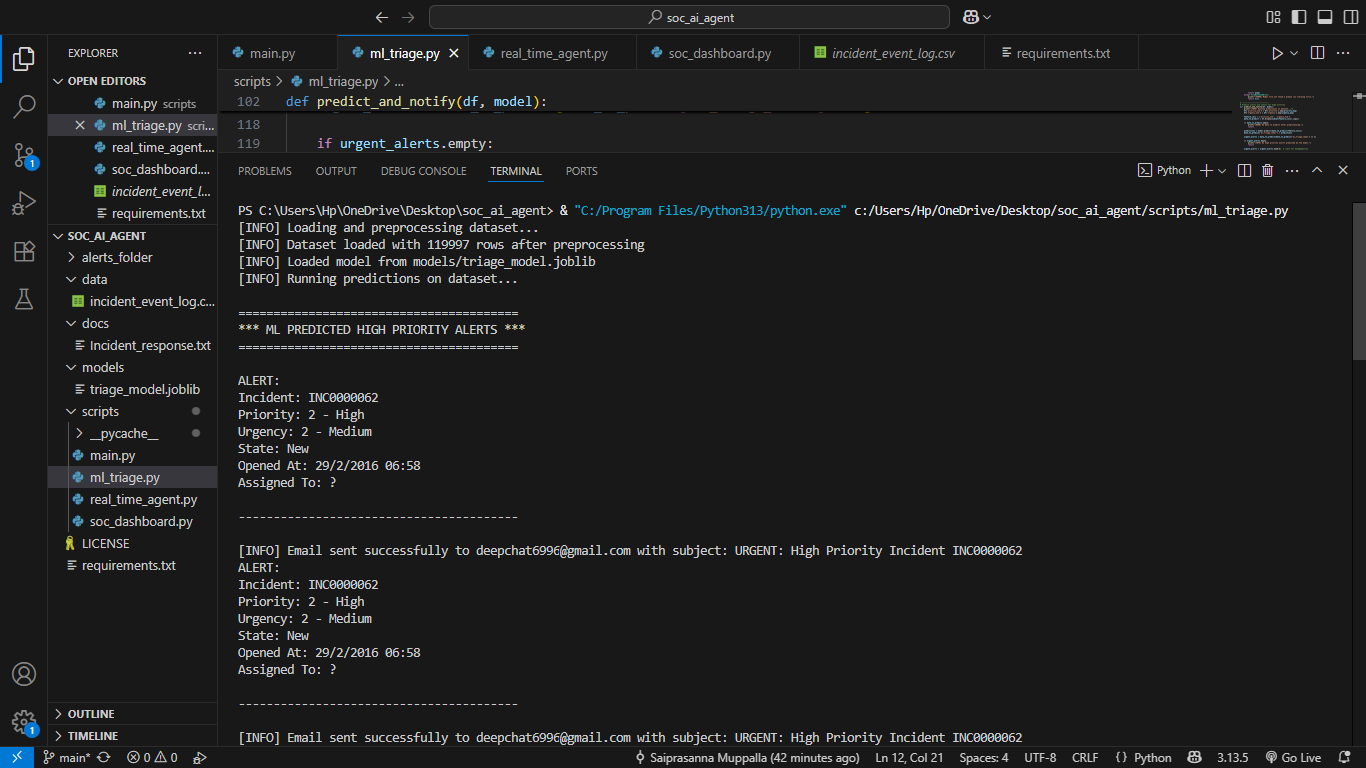 soc_ai_agent
EXPLORER
OPEN EDITORS
main.py scripts
ml_triage.py scri...
real_time_agent....
soc_dashboard....
incident_event_l...
requirements.txt
SOC_AI_AGENT
alerts_folder
data
incident_event_log.c...
docs
Incident_response.txt
models
triage_model.joblib
scripts
__pycache__
main.py
ml_triage.py
real_time_agent.py
soc_dashboard.py
LICENSE
requirements.txt
OUTLINE
TIMELINE
main.py
ml_triage.py
real_time_agent.py
soc_dashboard.py
incident_event_log.csv
requirements.txt
scripts > ml_triage.py > ...
102 def predict_and_notify(df, model):
118
119 if urgent_alerts.empty:
PROBLEMS OUTPUT DEBUG CONSOLE TERMINAL PORTS
Python
PS C:\Users\Hp\OneDrive\Desktop\soc_ai_agent> & "C:/Program Files/Python313/python.exe" c:/Users/Hp/OneDrive/Desktop/soc_ai_agent/scripts/ml_triage.py
[INFO] Loading and preprocessing dataset...
[INFO] Dataset loaded with 119997 rows after preprocessing
[INFO] Loaded model from models/triage_model.joblib
[INFO] Running predictions on dataset...
========================================
*** ML PREDICTED HIGH PRIORITY ALERTS ***
========================================
ALERT:
Incident: INC0000062
Priority: 2 - High
Urgency: 2 - Medium
State: New
Opened At: 29/2/2016 06:58
Assigned To: ?
----------------------------------------
[INFO] Email sent successfully to deepchat6996@gmail.com with subject: URGENT: High Priority Incident INC0000062
ALERT:
Incident: INC0000062
Priority: 2 - High
Urgency: 2 - Medium
State: New
Opened At: 29/2/2016 06:58
Assigned To: ?
----------------------------------------
[INFO] Email sent successfully to deepchat6996@gmail.com with subject: URGENT: High Priority Incident INC0000062
main* 0 0 Saiprasanna Muppalla (42 minutes ago) Ln 12, Col 21 Spaces: 4 UTF-8 CRLF {} Python 3.13.5 Go Live